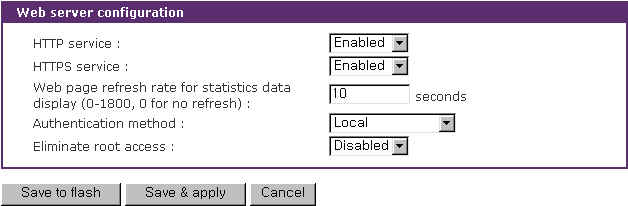 Web server configuration
HTTP service : Enabled
HTTPS service : Enabled
Web page refresh rate for statistics data
display (0-1800, 0 for no refresh) : 10 seconds
Authentication method : Local
Eliminate root access : Disabled
Save to flash Save & apply Cancel